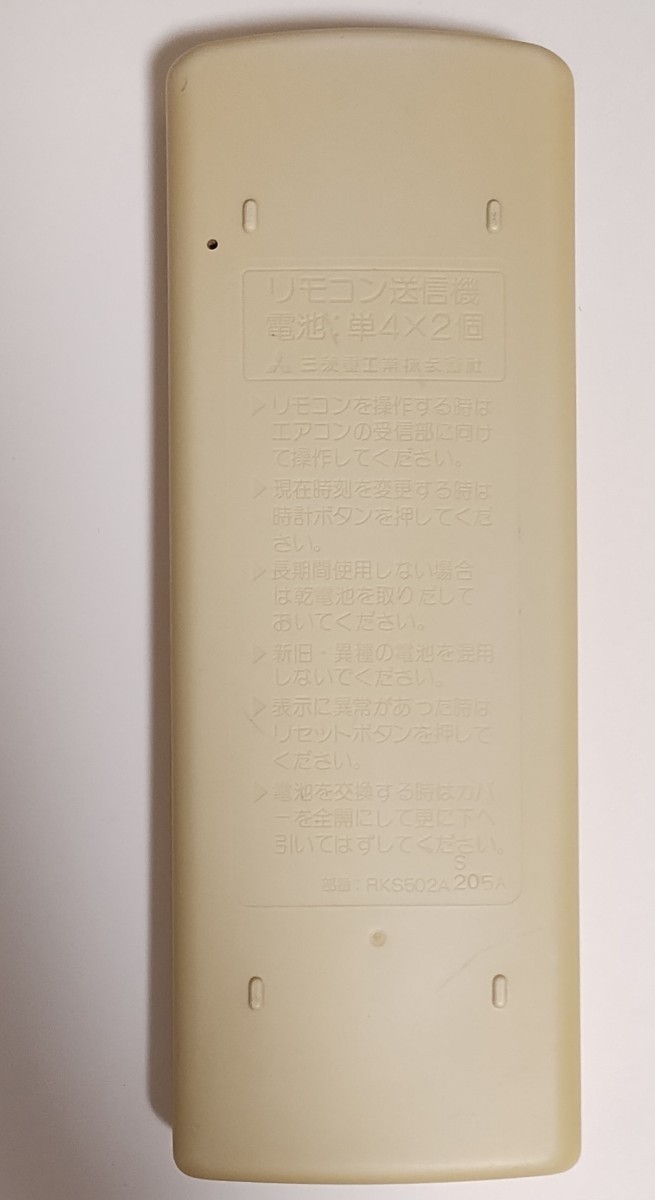 リモコン送信機
電池；単4×2個
三菱重工業株式会社
▷リモコンを操作する時は
エアコンの受信部に向け
て操作してください。
▷現在時刻を変更する時は
時計ボタンを押してくだ
さい。
▷長期間使用しない場合
は乾電池を取りだして
おいてください。
▷新旧・異種の電池を混用
しないでください。
▷表示に異常があった時は
リセットボタンを押して
ください。
▷電池を交換する時はカバ
ーを全開にして更に下へ
引いてはずしてください。
S
部番：RKS502A 205A